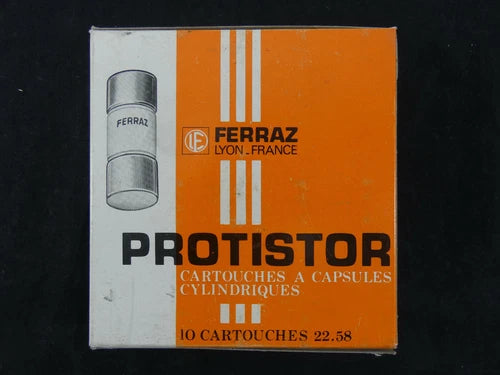 FERRAZ
FERRAZ
LYON-FRANCE
PROTISTOR
CARTOUCHES A CAPSULES
CYLINDRIQUES
10 CARTOUCHES 22.58